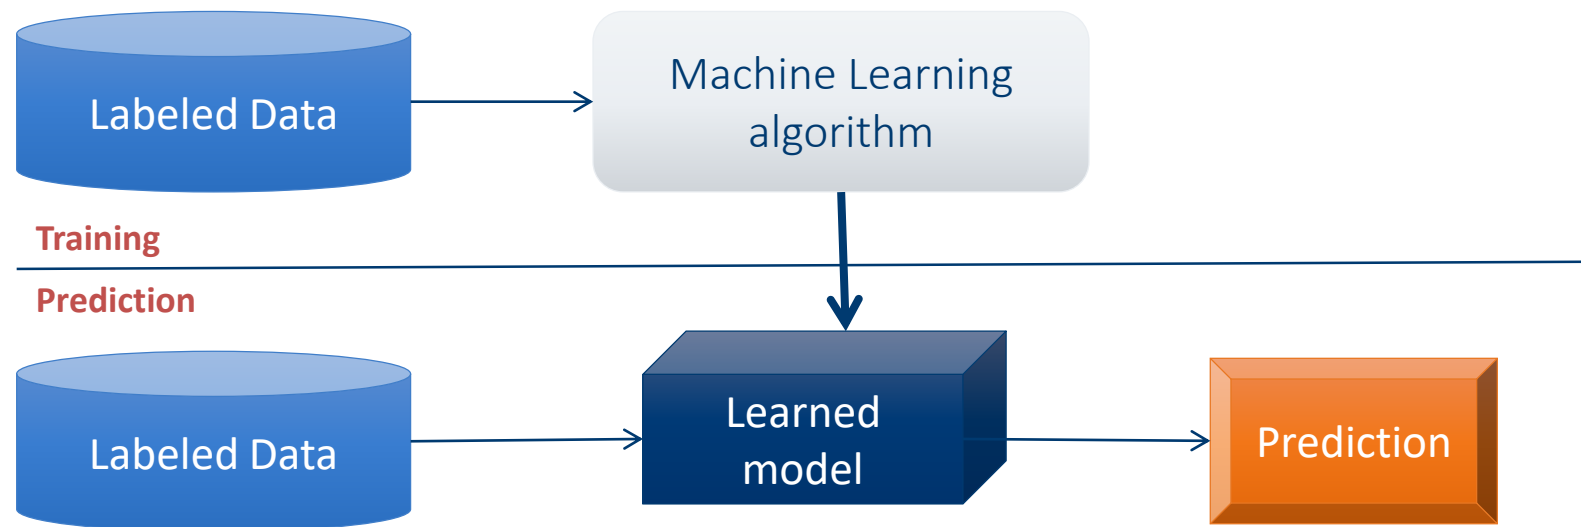 Labeled Data
Machine Learning
algorithm
Training
Prediction
Labeled Data
Learned
model
Prediction